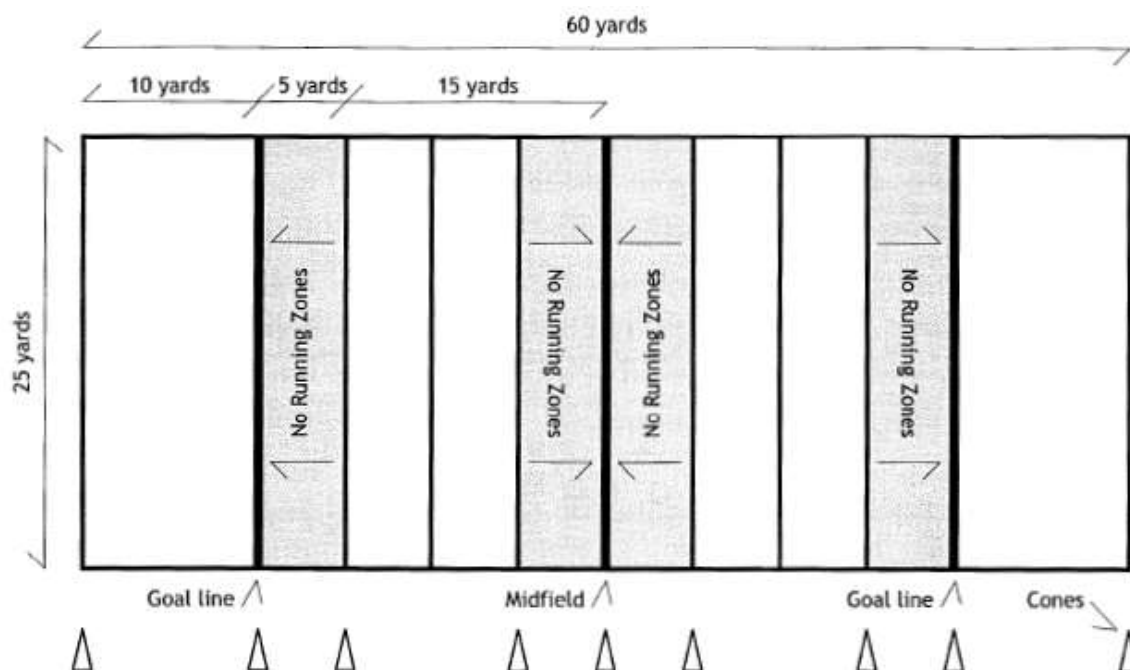 60 yards
10 yards
5 yards
15 yards
25 yards
No Running Zones
No Running Zones
No Running Zones
No Running Zones
Goal line
Midfield
Goal line
Cones